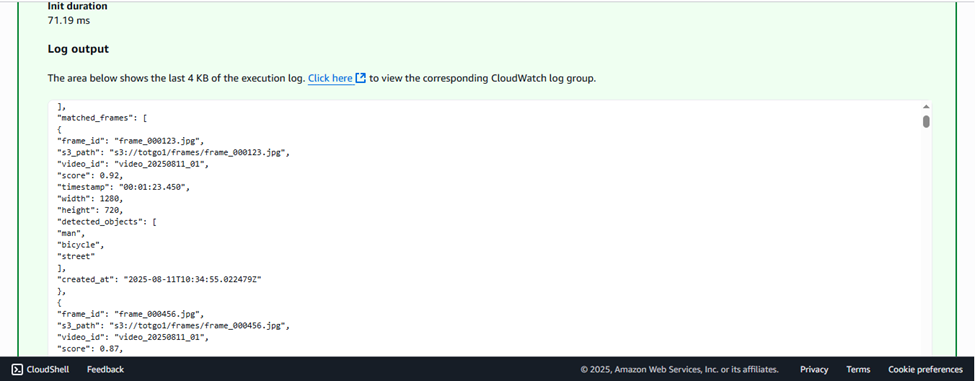 Init duration
71.19 ms
Log output
The area below shows the last 4 KB of the execution log. Click here to view the corresponding CloudWatch log group.
],
"matched_frames": [
{
"frame_id": "frame_000123.jpg",
"s3_path": "s3://totgo1/frames/frame_000123.jpg",
"video_id": "video_20250811_01",
"score": 0.92,
"timestamp": "00:01:23.450",
"width": 1280,
"height": 720,
"detected_objects": [
"man",
"bicycle",
"street"
],
"created_at": "2025-08-11T10:34:55.022479Z"
},
{
"frame_id": "frame_000456.jpg",
"s3_path": "s3://totgo1/frames/frame_000456.jpg",
"video_id": "video_20250811_01",
"score": 0.87,
CloudShell Feedback © 2025, Amazon Web Services, Inc. or its affiliates. Privacy Terms Cookie preferences